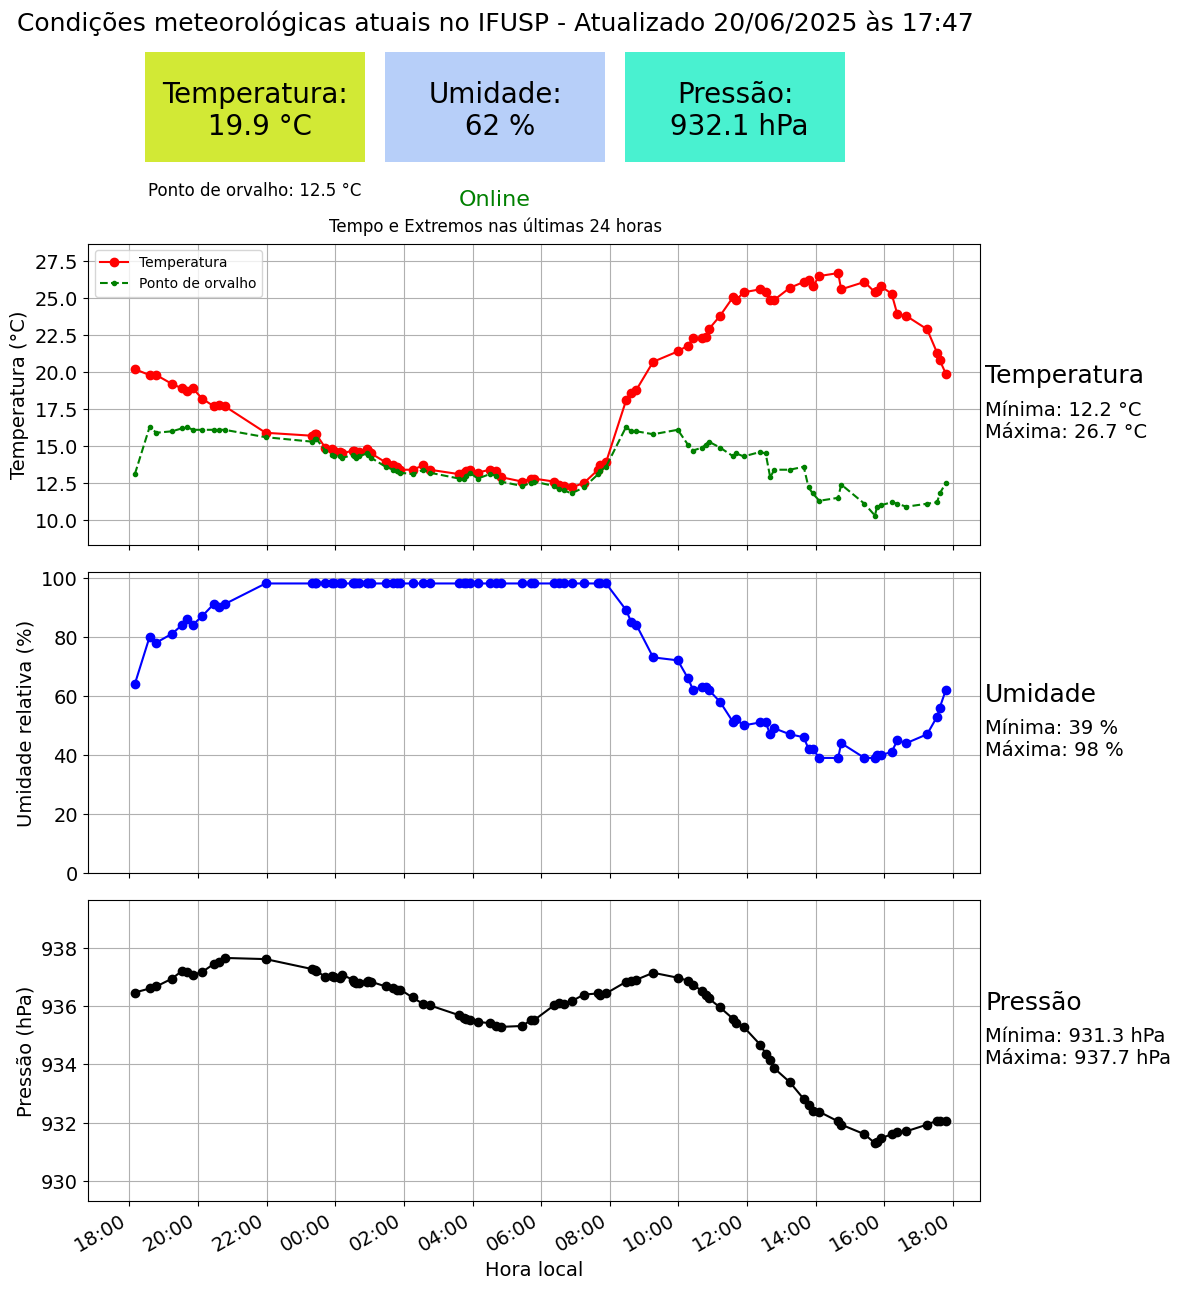 Condições meteorológicas atuais no IFUSP - Atualizado 20/06/2025 às 17:47
Temperatura:
19.9 °C
Umidade:
62 %
Pressão:
932.1 hPa
Ponto de orvalho: 12.5 °C
Online
Tempo e Extremos nas últimas 24 horas
Temperatura (°C)
27.5
25.0
22.5
20.0
17.5
15.0
12.5
10.0
Temperatura
Ponto de orvalho
Temperatura
Mínima: 12.2 °C
Máxima: 26.7 °C
Umidade relativa (%)
100
80
60
40
20
0
Umidade
Mínima: 39 %
Máxima: 98 %
Pressão (hPa)
938
936
934
932
930
Pressão
Mínima: 931.3 hPa
Máxima: 937.7 hPa
18:00
20:00
22:00
00:00
02:00
04:00
06:00
08:00
10:00
12:00
14:00
16:00
18:00
Hora local